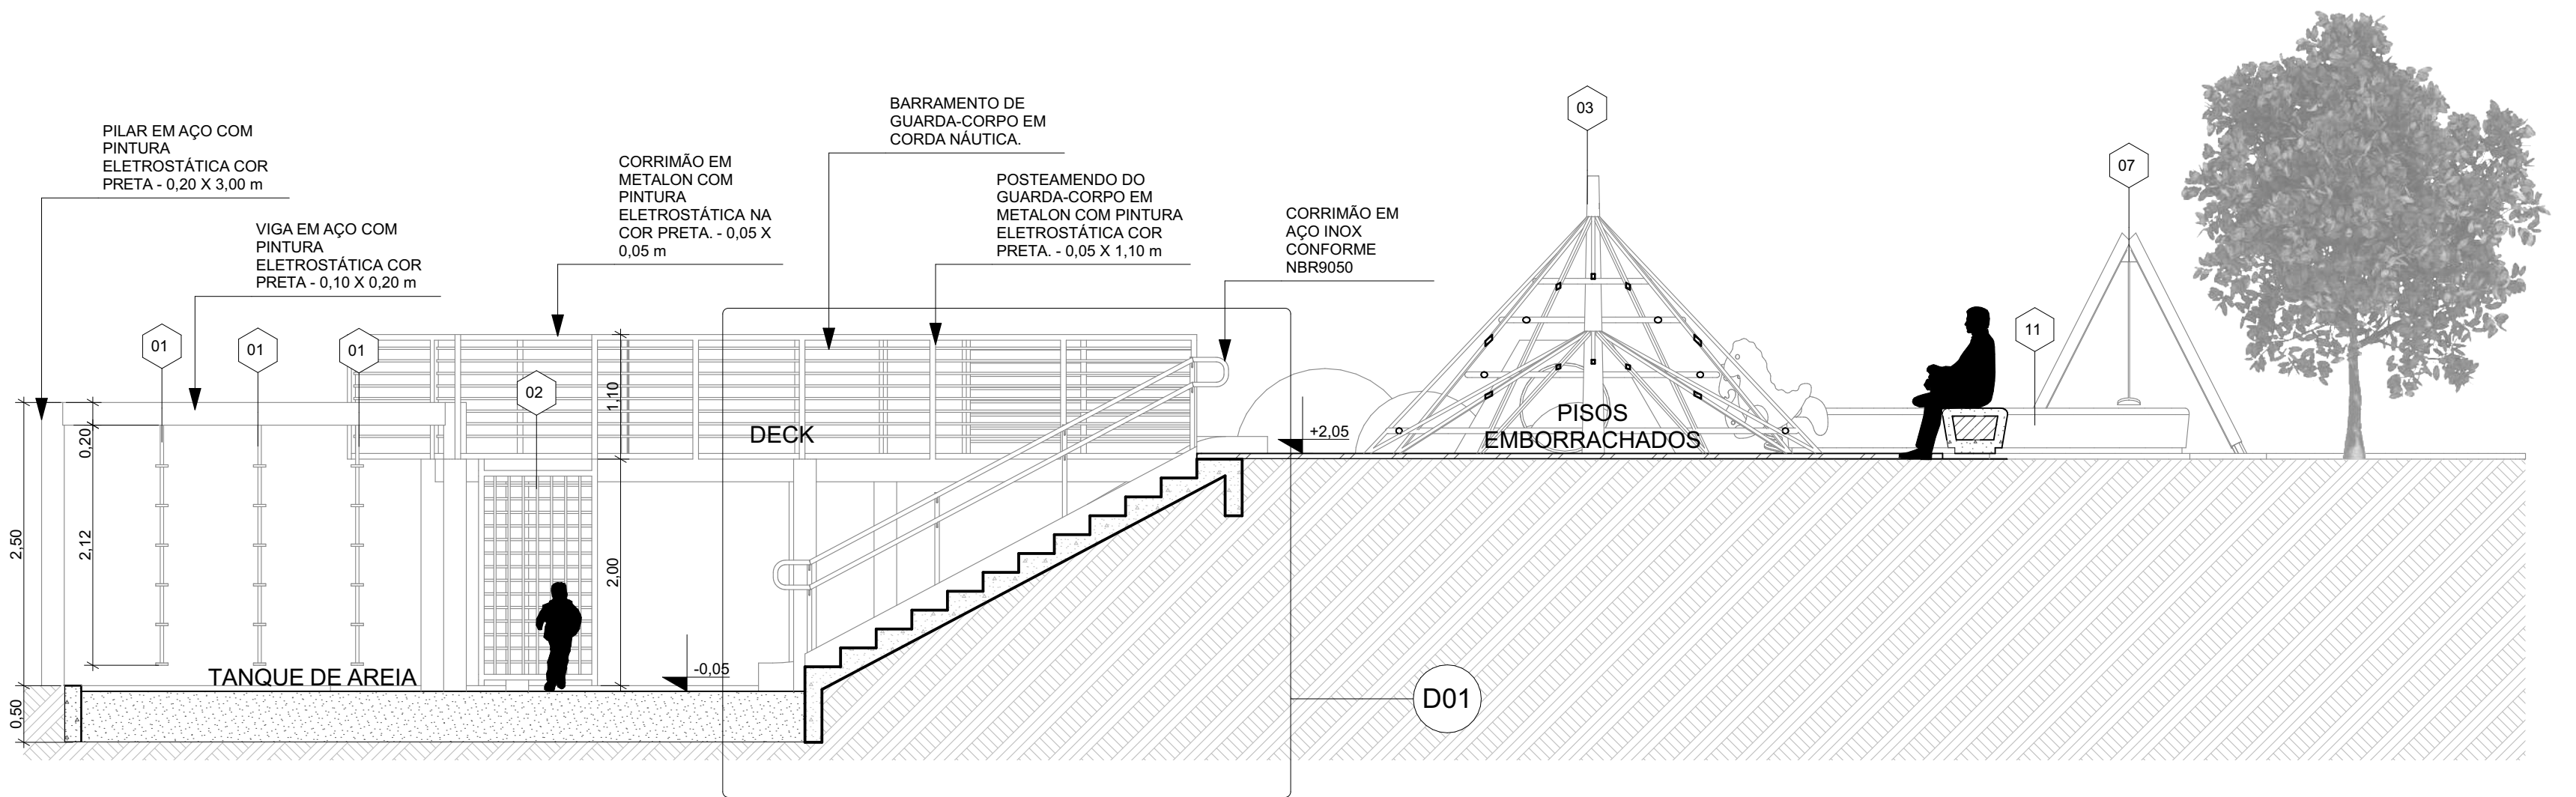 PILAR EM AÇO COM
PINTURA
ELETROSTÁTICA COR
PRETA - 0,20 X 3,00 m
VIGA EM AÇO COM
PINTURA
ELETROSTÁTICA COR
PRETA - 0,10 X 0,20 m
CORRIMÃO EM
METALON COM
PINTURA
ELETROSTÁTICA NA
COR PRETA. - 0,05 X
0,05 m
BARRAMENTO DE
GUARDA-CORPO EM
CORDA NÁUTICA.
POSTEAMENDO DO
GUARDA-CORPO EM
METALON COM PINTURA
ELETROSTÁTICA COR
PRETA. - 0,05 X 1,10 m
CORRIMÃO EM
AÇO INOX
CONFORME
NBR9050
03
07
11
01
01
01
02
1,10
DECK
+2,05
PISOS
EMBORRACHADOS
0,20
2,50
2,12
2,00
-0,05
TANQUE DE AREIA
0,50
D01